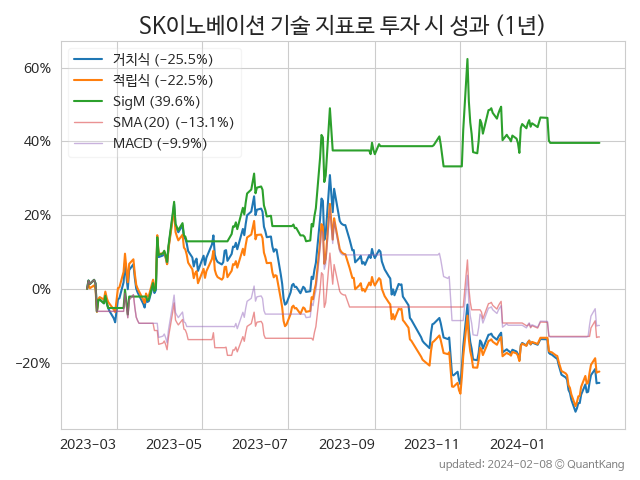 SK이노베이션 기술 지표로 투자 시 성과 (1년)
거치식 (−25.5%)
적립식 (−22.5%)
SigM (39.6%)
SMA(20) (−13.1%)
MACD (−9.9%)
60%
40%
20%
0%
−20%
2023-03 2023-05 2023-07 2023-09 2023-11 2024-01
updated: 2024-02-08 © QuantKang